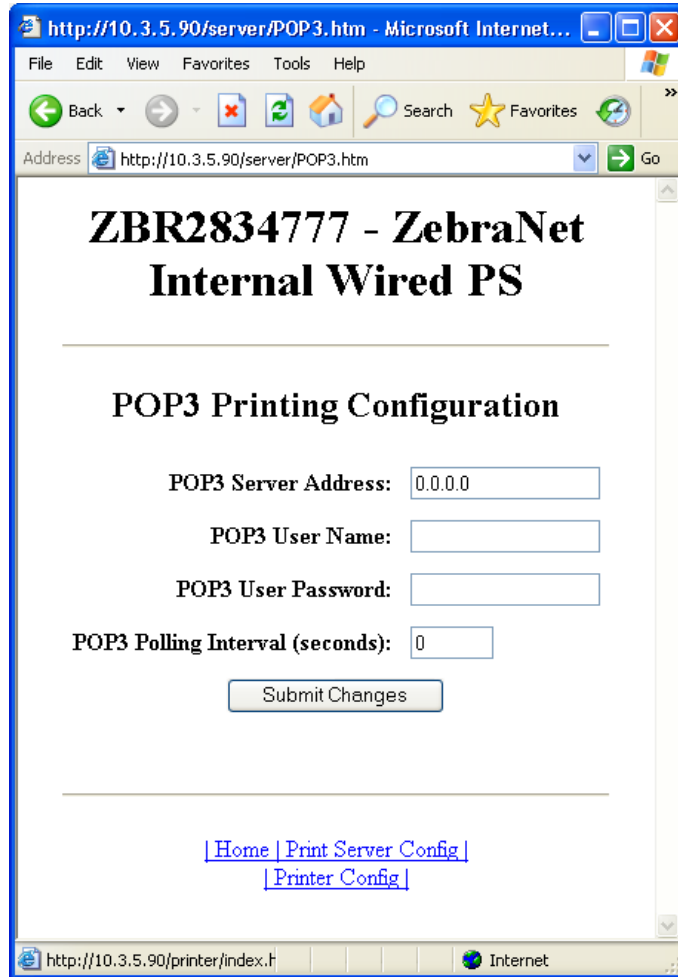 http://10.3.5.90/server/POP3.htm - Microsoft Internet...
File Edit View Favorites Tools Help
Back Search Favorites »
Address http://10.3.5.90/server/POP3.htm Go
ZBR2834777 - ZebraNet
Internal Wired PS
POP3 Printing Configuration
POP3 Server Address: 0.0.0.0
POP3 User Name:
POP3 User Password:
POP3 Polling Interval (seconds): 0
Submit Changes
| Home | Print Server Config |
| Printer Config |
http://10.3.5.90/printer/index.h Internet